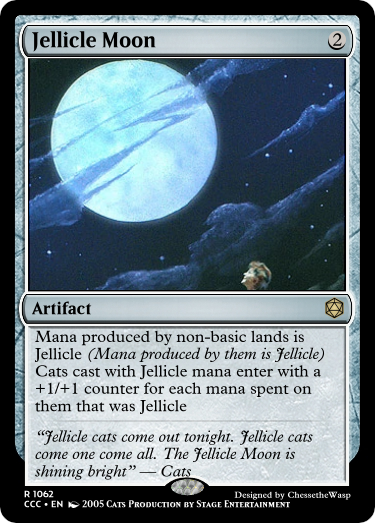 Jellicle Moon 2
Artifact
Mana produced by non-basic lands is
Jellicle (Mana produced by them is Jellicle)
Cats cast with Jellicle mana enter with a
+1/+1 counter for each mana spent on
them that was Jellicle
“Jellicle cats come out tonight. Jellicle cats
come one come all. The Jellicle Moon is
shining bright” — Cats
R 1062
CCC • EN 2005 Cats Production by Stage Entertainment
Designed by ChessetheWasp